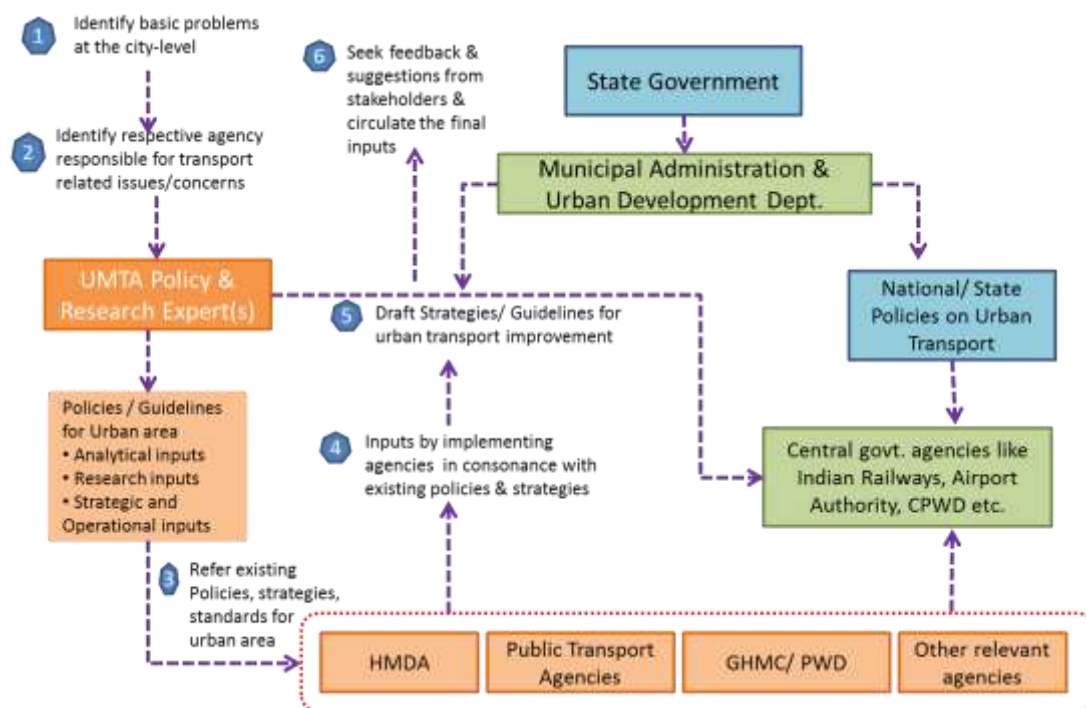 1
Identify basic problems
at the city-level
2
Identify respective agency
responsible for transport
related issues/concerns
UMTA Policy &
Research Expert(s)
Policies / Guidelines
for Urban area
• Analytical inputs
• Research inputs
• Strategic and
Operational inputs
3
Refer existing
Policies, strategies,
standards for
urban area
HMDA
Public Transport
Agencies
GHMC/ PWD
Other relevant
agencies
4
Inputs by implementing
agencies in consonance with
existing policies & strategies
5
Draft Strategies/ Guidelines for
urban transport improvement
6
Seek feedback &
suggestions from
stakeholders &
circulate the final
inputs
State Government
Municipal Administration &
Urban Development Dept.
National/ State
Policies on Urban
Transport
Central govt. agencies like
Indian Railways, Airport
Authority, CPWD etc.